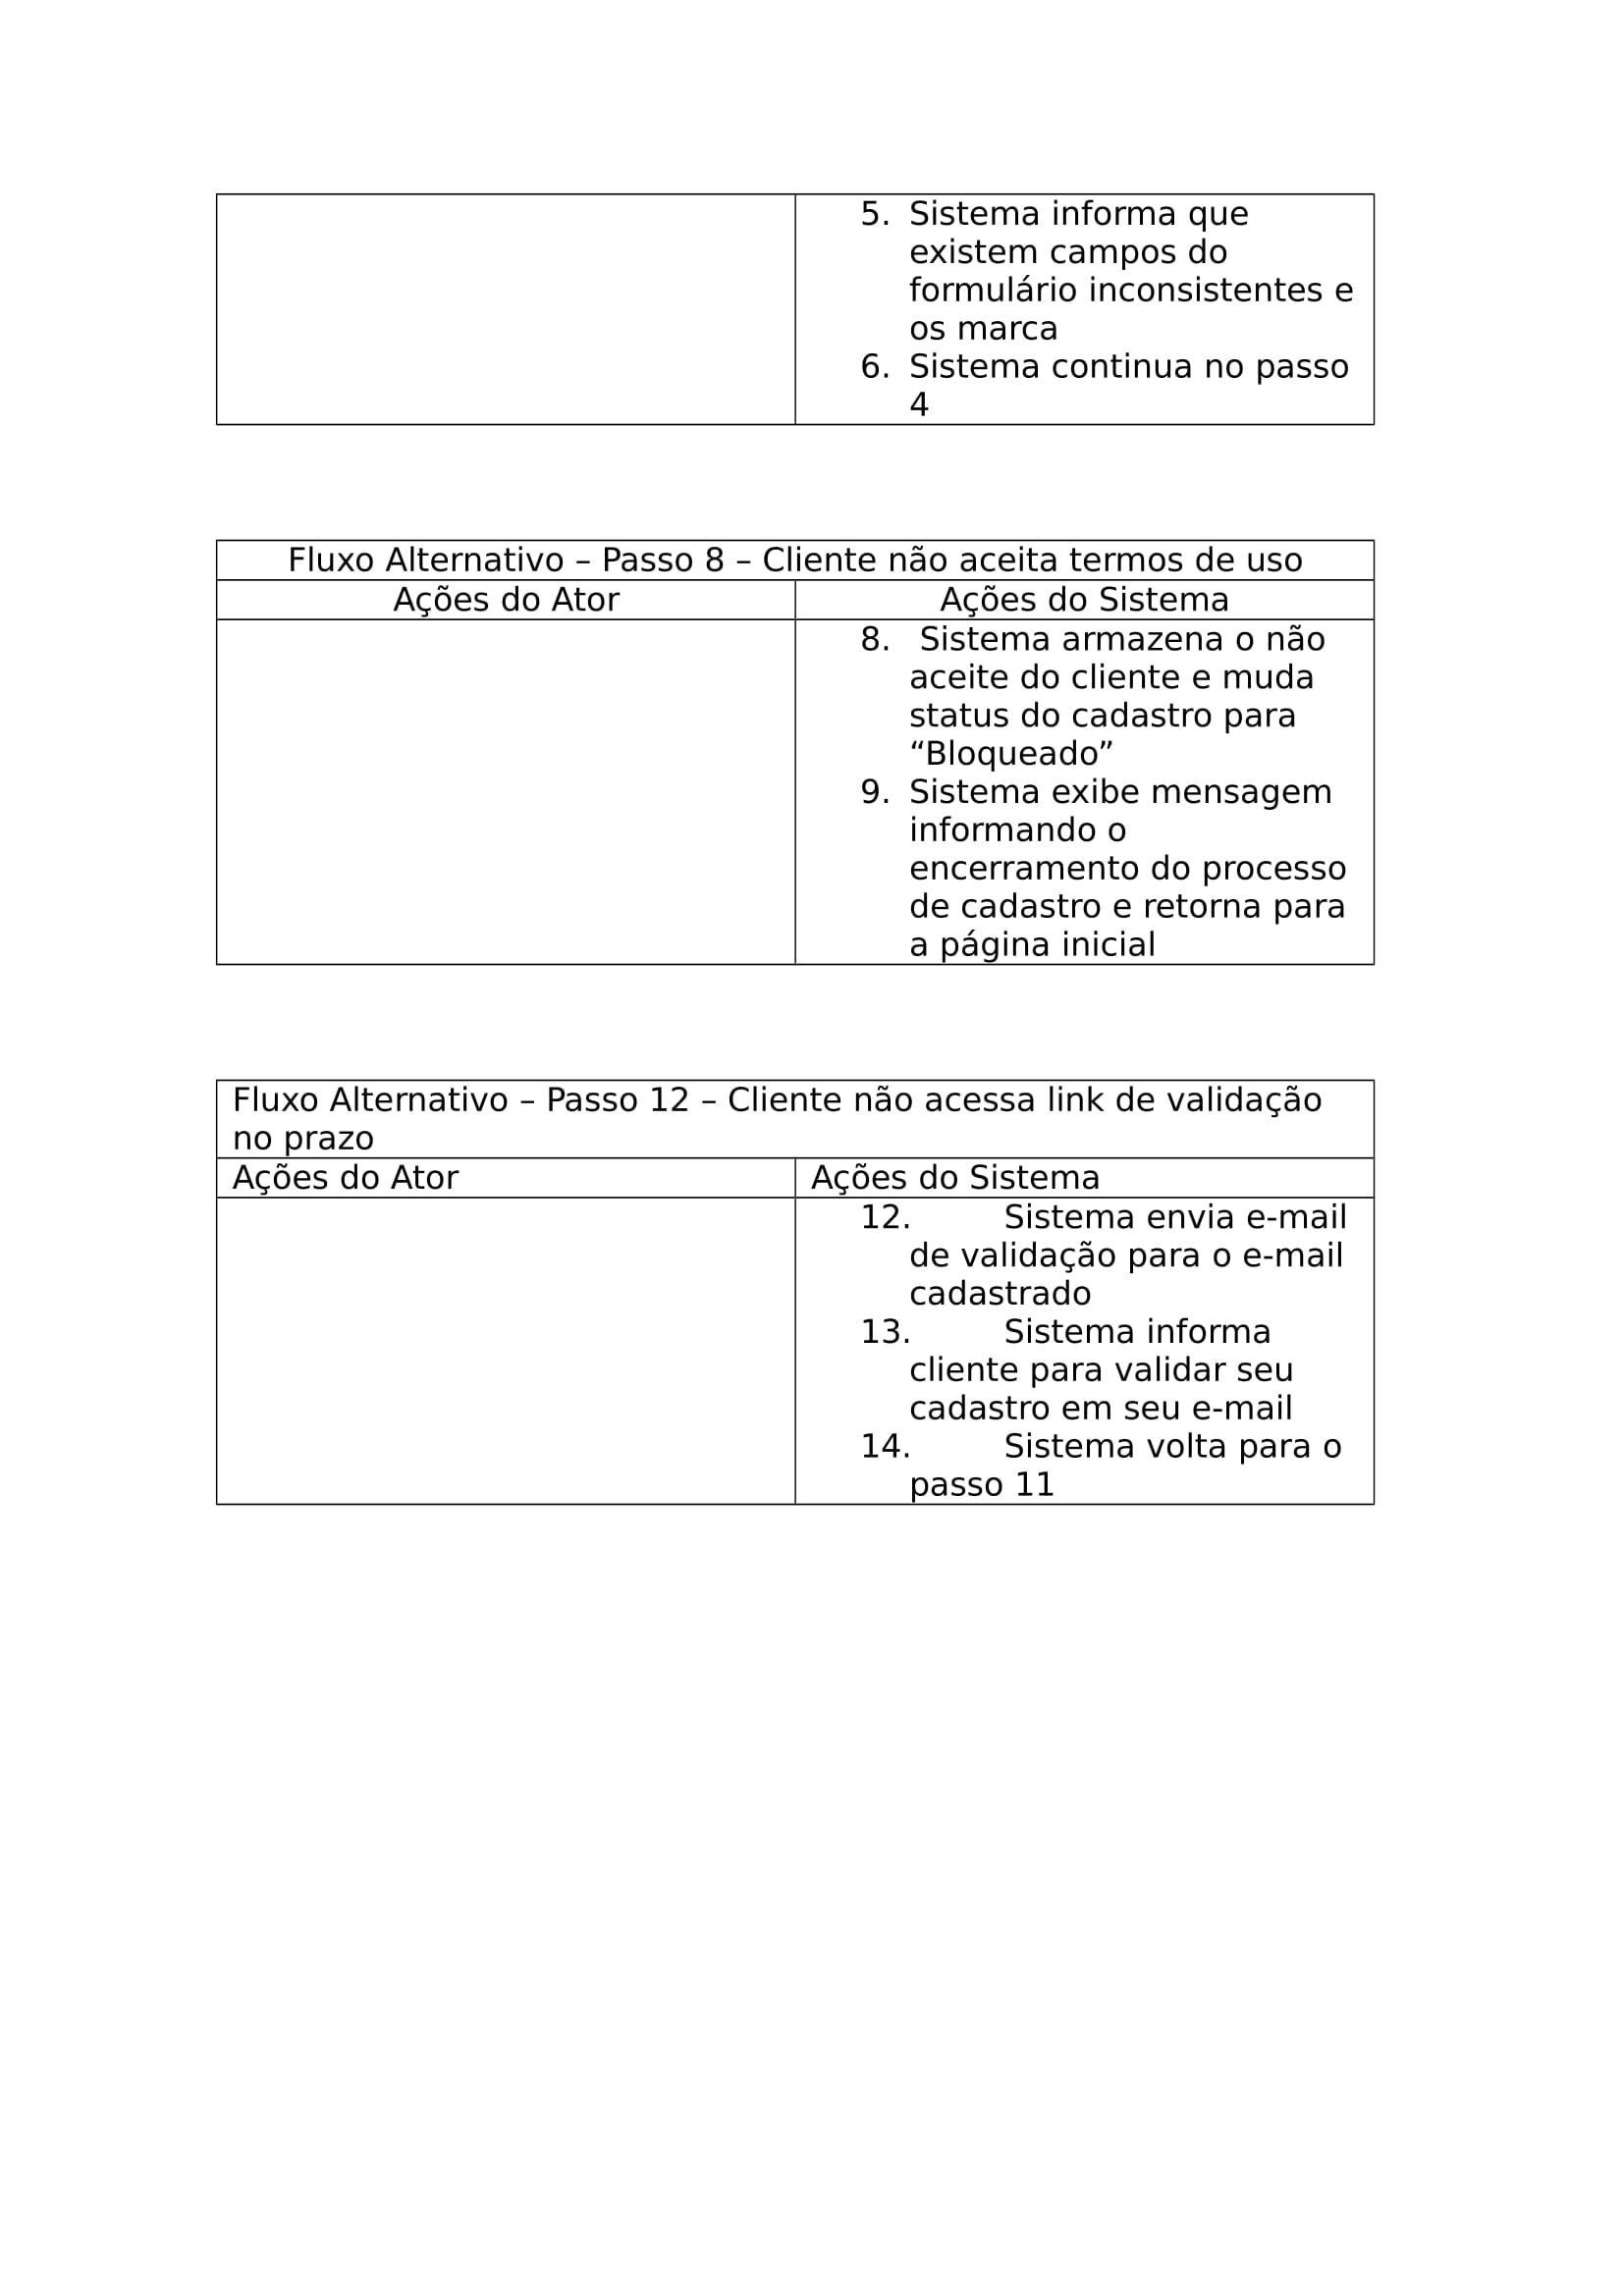 5. Sistema informa que
existem campos do
formulário inconsistentes e
os marca
6. Sistema continua no passo
4
Fluxo Alternativo – Passo 8 – Cliente não aceita termos de uso
Ações do Ator
Ações do Sistema
8. Sistema armazena o não
aceite do cliente e muda
status do cadastro para
“Bloqueado”
9. Sistema exibe mensagem
informando o
encerramento do processo
de cadastro e retorna para
a página inicial
Fluxo Alternativo – Passo 12 – Cliente não acessa link de validação
no prazo
Ações do Ator
Ações do Sistema
12. Sistema envia e-mail
de validação para o e-mail
cadastrado
13. Sistema informa
cliente para validar seu
cadastro em seu e-mail
14. Sistema volta para o
passo 11